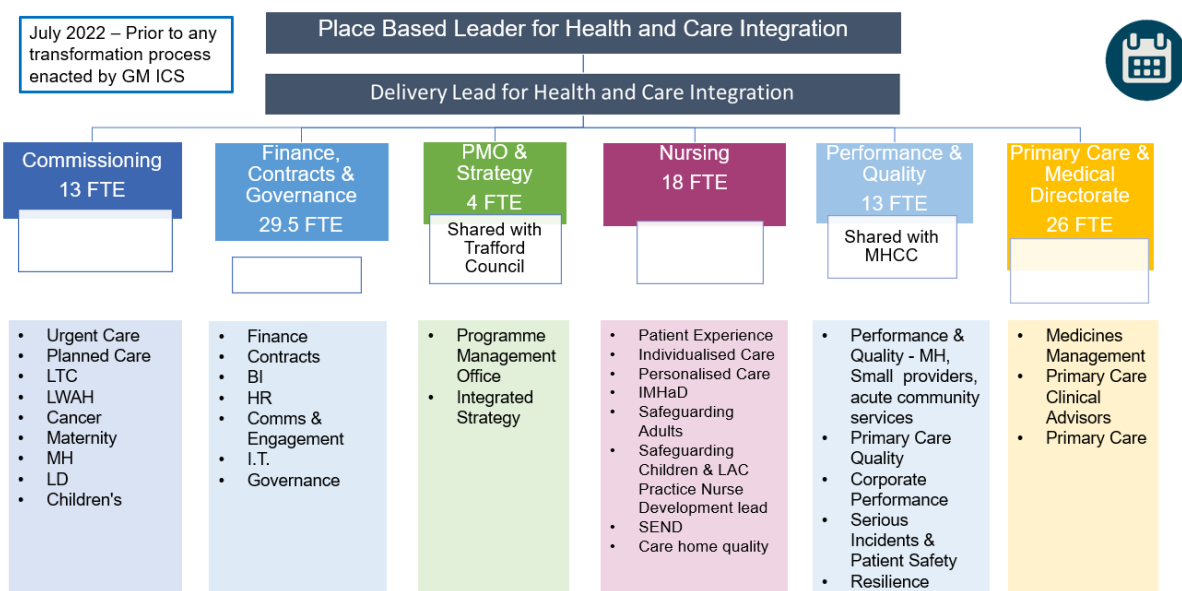 July 2022 – Prior to any
transformation process
enacted by GM ICS
Place Based Leader for Health and Care Integration
Delivery Lead for Health and Care Integration
Commissioning
13 FTE
Finance,
Contracts &
Governance
29.5 FTE
PMO &
Strategy
4 FTE
Shared with
Trafford
Council
Nursing
18 FTE
Performance &
Quality
13 FTE
Shared with
MHCC
Primary Care &
Medical
Directorate
26 FTE
• Urgent Care
• Planned Care
• LTC
• LWAH
• Cancer
• Maternity
• MH
• LD
• Children's
• Finance
• Contracts
• BI
• HR
• Comms &
Engagement
• I.T.
• Governance
• Programme
Management
Office
• Integrated
Strategy
• Patient Experience
• Individualised Care
• Personalised Care
• IMHaD
• Safeguarding
Adults
• Safeguarding
Children & LAC
Practice Nurse
Development lead
• SEND
• Care home quality
• Performance &
Quality - MH,
Small providers,
acute community
services
• Primary Care
Quality
• Corporate
Performance
• Serious
Incidents &
Patient Safety
• Resilience
• Medicines
Management
• Primary Care
Clinical
Advisors
• Primary Care